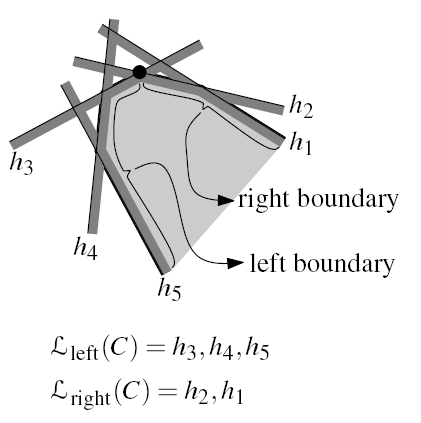 h2
h1
h3
right boundary
h4
left boundary
h5
ℒleft(C) = h3, h4, h5
ℒright(C) = h2, h1